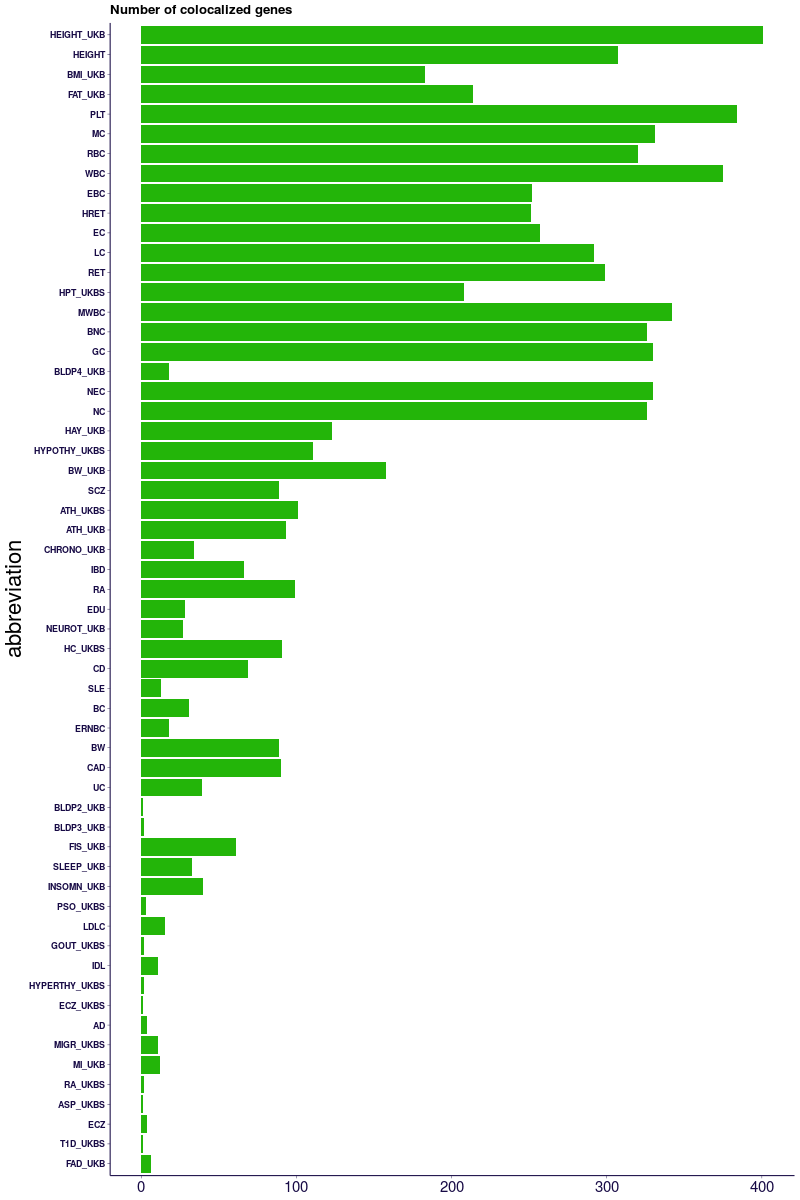 Number of colocalized genes
HEIGHT_UKB
HEIGHT
BMI_UKB
FAT_UKB
PLT
MC
RBC
WBC
EBC
HRET
EC
LC
RET
HPT_UKBS
MWBC
BNC
GC
BLDP4_UKB
NEC
NC
HAY_UKB
HYPOTHY_UKBS
BW_UKB
SCZ
ATH_UKBS
ATH_UKB
CHRONO_UKB
IBD
RA
EDU
NEUROT_UKB
HC_UKBS
CD
SLE
BC
ERNBC
BW
CAD
UC
BLDP2_UKB
BLDP3_UKB
FIS_UKB
SLEEP_UKB
INSOMN_UKB
PSO_UKBS
LDLC
GOUT_UKBS
IDL
HYPERTHY_UKBS
ECZ_UKBS
AD
MIGR_UKBS
MI_UKB
RA_UKBS
ASP_UKBS
ECZ
T1D_UKBS
FAD_UKB
abbreviation
0 100 200 300 400